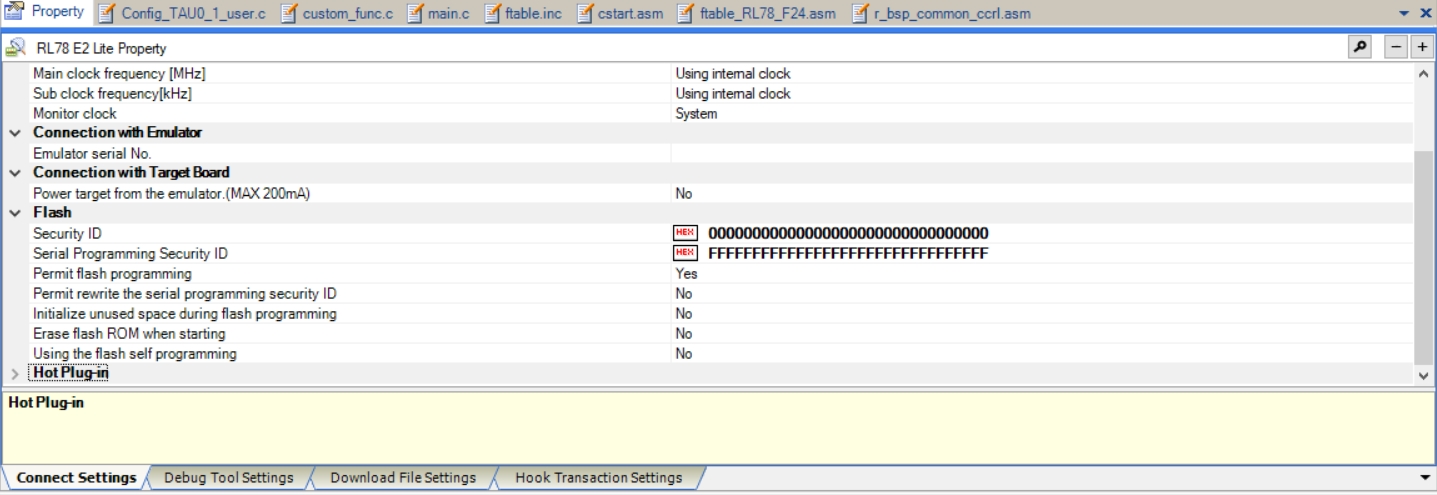 Property Config_TAU0_1_user.c custom_func.c main.c ftable.inc cstart.asm ftable_RL78_F24.asm r_bsp_common_ccrl.asm
RL78 E2 Lite Property
Main clock frequency [MHz] Using internal clock
Sub clock frequency[kHz] Using internal clock
Monitor clock System
Connection with Emulator
Emulator serial No.
Connection with Target Board
Power target from the emulator.(MAX 200mA) No
Flash
Security ID HEX 00000000000000000000000000000000
Serial Programming Security ID HEX FFFFFFFFFFFFFFFFFFFFFFFFFFFFFFFF
Permit flash programming Yes
Permit rewrite the serial programming security ID No
Initialize unused space during flash programming No
Erase flash ROM when starting No
Using the flash self programming No
Hot Plug-in
Hot Plug-in
Connect Settings Debug Tool Settings Download File Settings Hook Transaction Settings